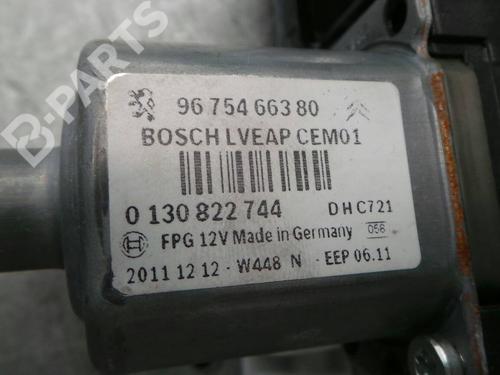 B-PARTS
96 754 663 80
BOSCH LVEAP CEM01
0 130 822 744 DHC721
FPG 12V Made in Germany 056
2011 12 12 - W448 N - EEP 06.11